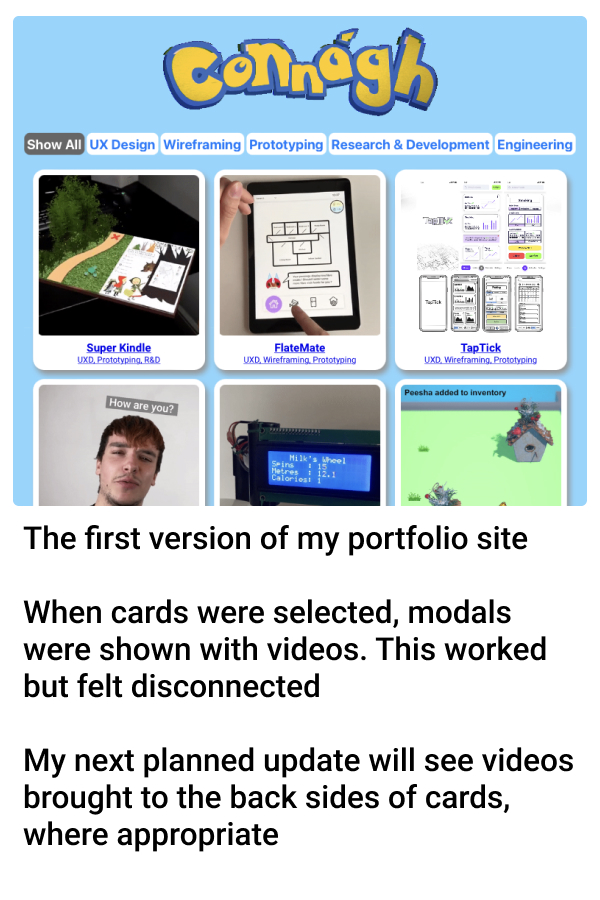 Connagh
Show All UX Design Wireframing Prototyping Research & Development Engineering
Super Kindle
UXD, Prototyping, R&D
FlateMate
UXD, Wireframing, Prototyping
TapTick
TapTick
UXD, Wireframing, Prototyping
How are you?
Milk's Wheel
Spins : 15
Metres : 12.1
Calories: 1
Peesha added to inventory
The first version of my portfolio site
When cards were selected, modals
were shown with videos. This worked
but felt disconnected
My next planned update will see videos
brought to the back sides of cards,
where appropriate